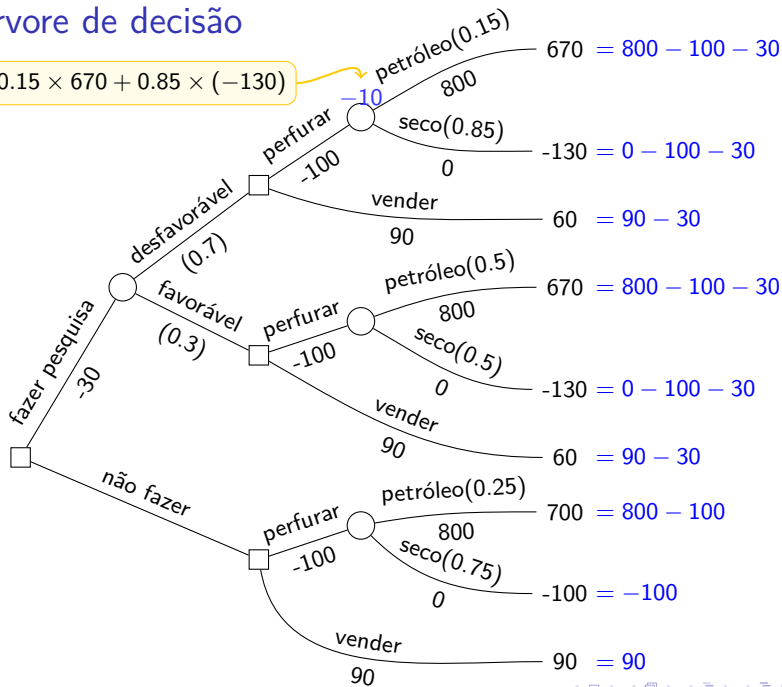 rvore de decisão
0.15 × 670 + 0.85 × (−130)
−10
petróleo(0.15)
800
670 = 800 − 100 − 30
perfurar
-100
seco(0.85)
0
-130 = 0 − 100 − 30
vender
90
60 = 90 − 30
desfavorável
(0.7)
petróleo(0.5)
800
670 = 800 − 100 − 30
favorável
(0.3)
perfurar
-100
seco(0.5)
0
-130 = 0 − 100 − 30
fazer pesquisa
-30
vender
90
60 = 90 − 30
não fazer
petróleo(0.25)
800
700 = 800 − 100
perfurar
-100
seco(0.75)
0
-100 = −100
vender
90
90 = 90